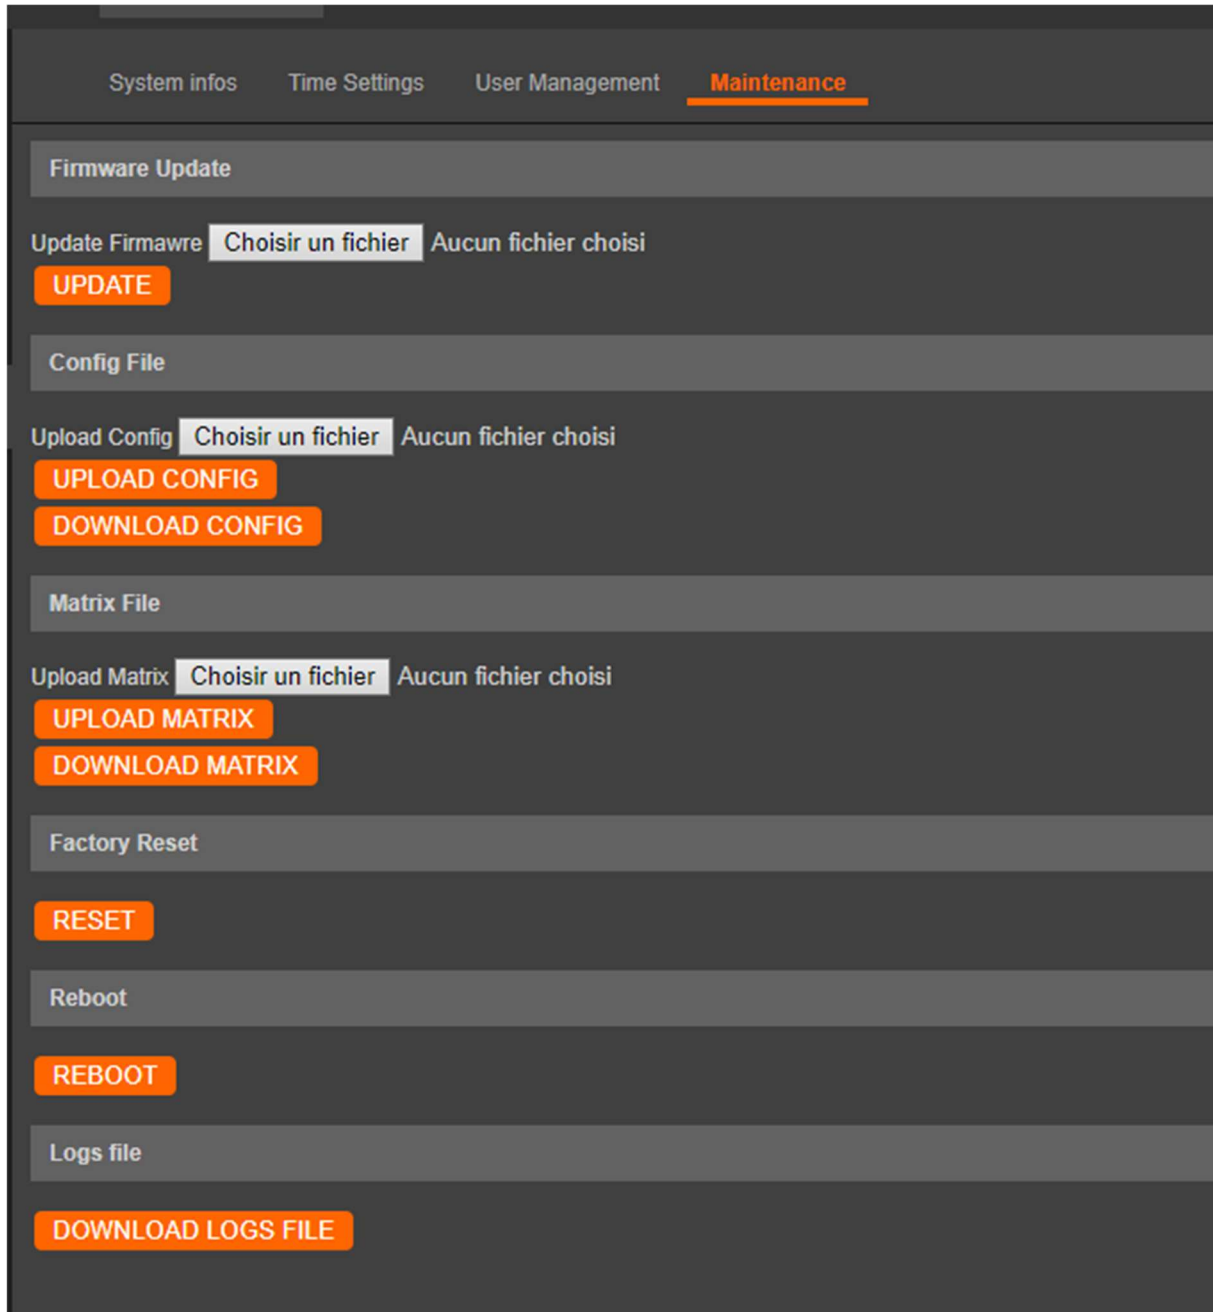 System infos Time Settings User Management Maintenance
Firmware Update
Update Firmawre Choisir un fichier Aucun fichier choisi
UPDATE
Config File
Upload Config Choisir un fichier Aucun fichier choisi
UPLOAD CONFIG
DOWNLOAD CONFIG
Matrix File
Upload Matrix Choisir un fichier Aucun fichier choisi
UPLOAD MATRIX
DOWNLOAD MATRIX
Factory Reset
RESET
Reboot
REBOOT
Logs file
DOWNLOAD LOGS FILE